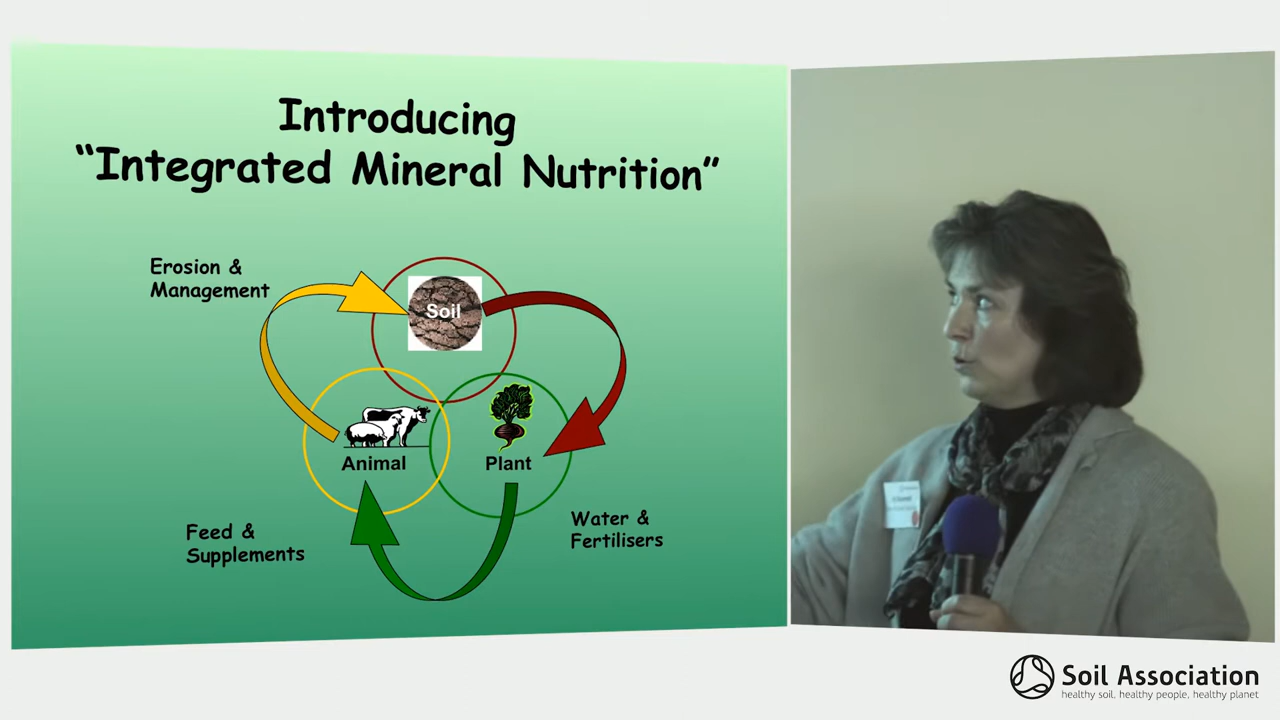 Introducing
“Integrated Mineral Nutrition”
Erosion &
Management
Soil
Animal
Plant
Feed &
Supplements
Water &
Fertilisers
Soil Association
healthy soil, healthy people, healthy planet